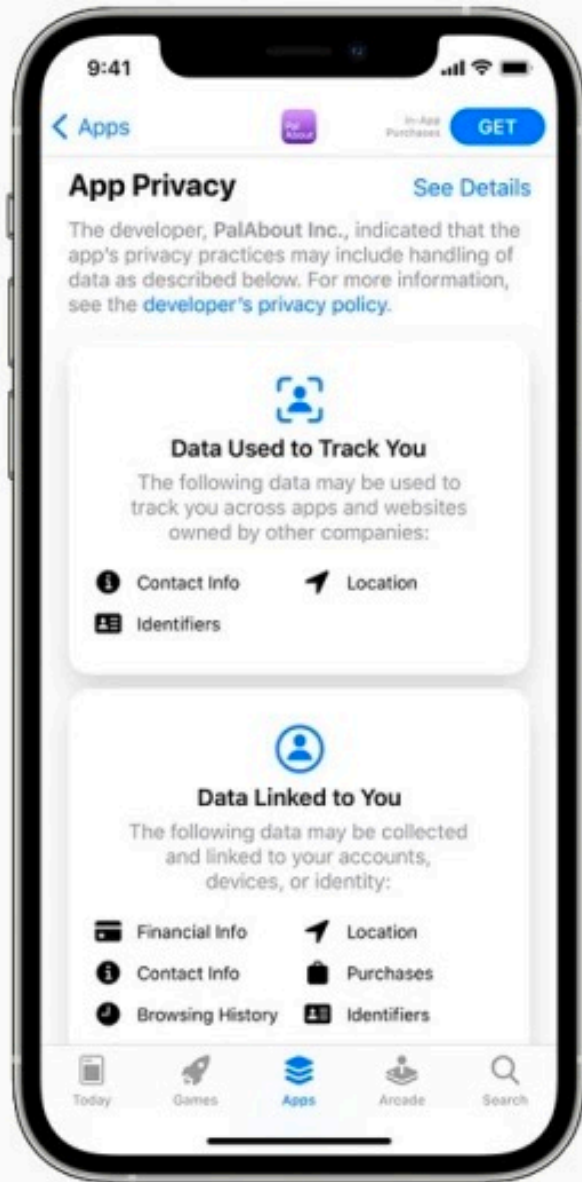 9:41
Apps
Pal
About
In-App
Purchases
GET
App Privacy
See Details
The developer, PalAbout Inc., indicated that the
app's privacy practices may include handling of
data as described below. For more information,
see the developer's privacy policy.
Data Used to Track You
The following data may be used to
track you across apps and websites
owned by other companies:
Contact Info
Location
Identifiers
Data Linked to You
The following data may be collected
and linked to your accounts,
devices, or identity:
Financial Info
Location
Contact Info
Purchases
Browsing History
Identifiers
Today
Games
Apps
Arcade
Search